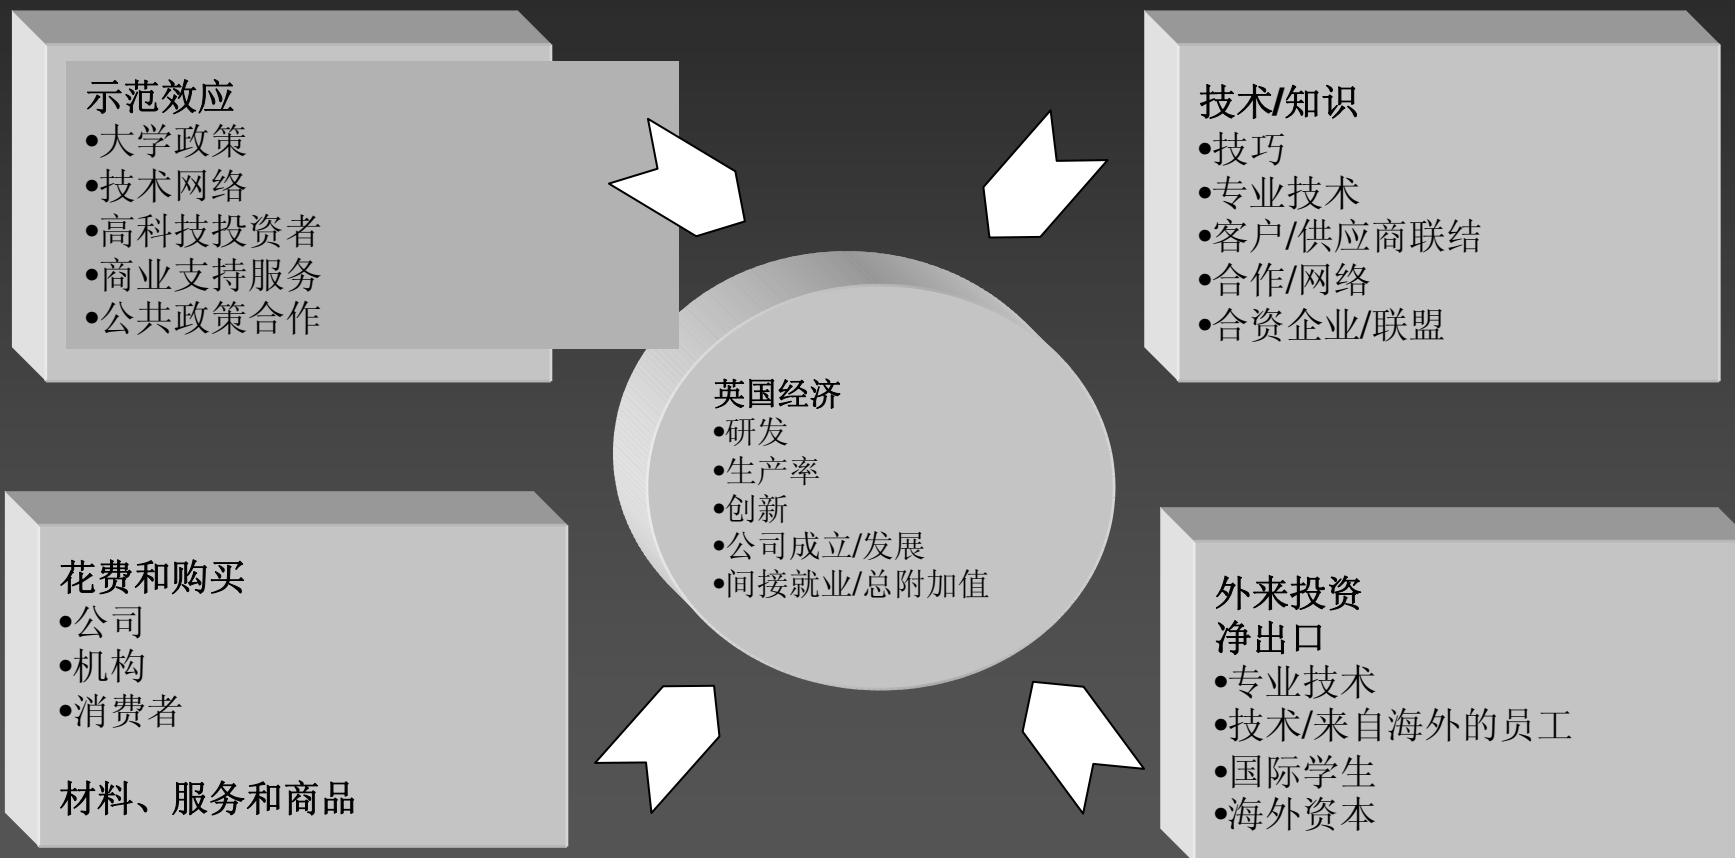 示范效应
•大学政策
•技术网络
•高科技投资者
•商业支持服务
•公共政策合作
技术/知识
•技巧
•专业技术
•客户/供应商联结
•合作/网络
•合资企业/联盟
英国经济
•研发
•生产率
•创新
•公司成立/发展
•间接就业/总附加值
花费和购买
•公司
•机构
•消费者
材料、服务和商品
外来投资
净出口
•专业技术
•技术/来自海外的员工
•国际学生
•海外资本